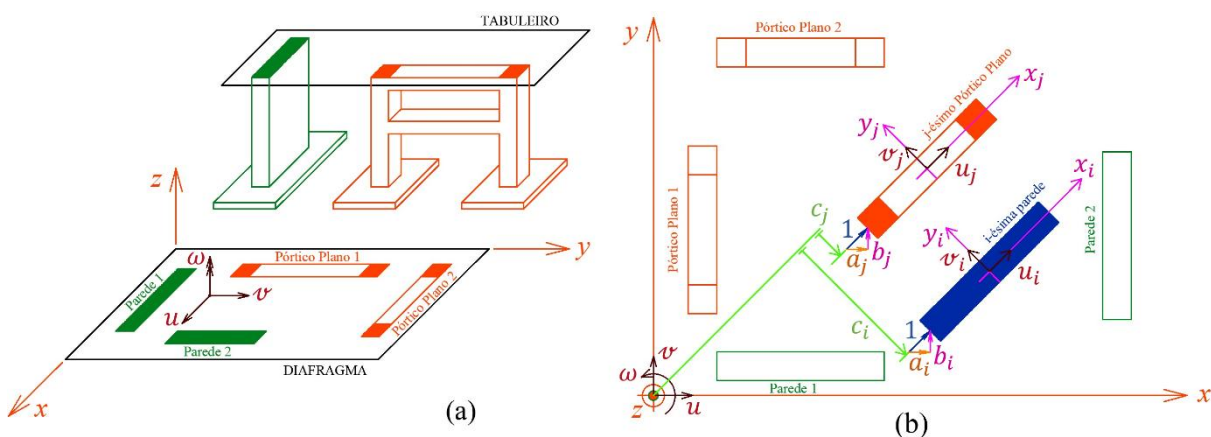 TABULEIRO
z
ω
v
u
y
x
Pórtico Plano 1
Pórtico Plano 2
Parede 1
Parede 2
DIAFRAGMA
(a)
y
Pórtico Plano 2
j-ésimo Pórtico Plano
x_j
y_j
v_j
u_j
Pórtico Plano 1
c_j
1
b_j
a_j
i-ésima parede
x_i
y_i
v_i
u_i
Parede 2
c_i
1
b_i
a_i
v
ω
z
u
Parede 1
x
(b)